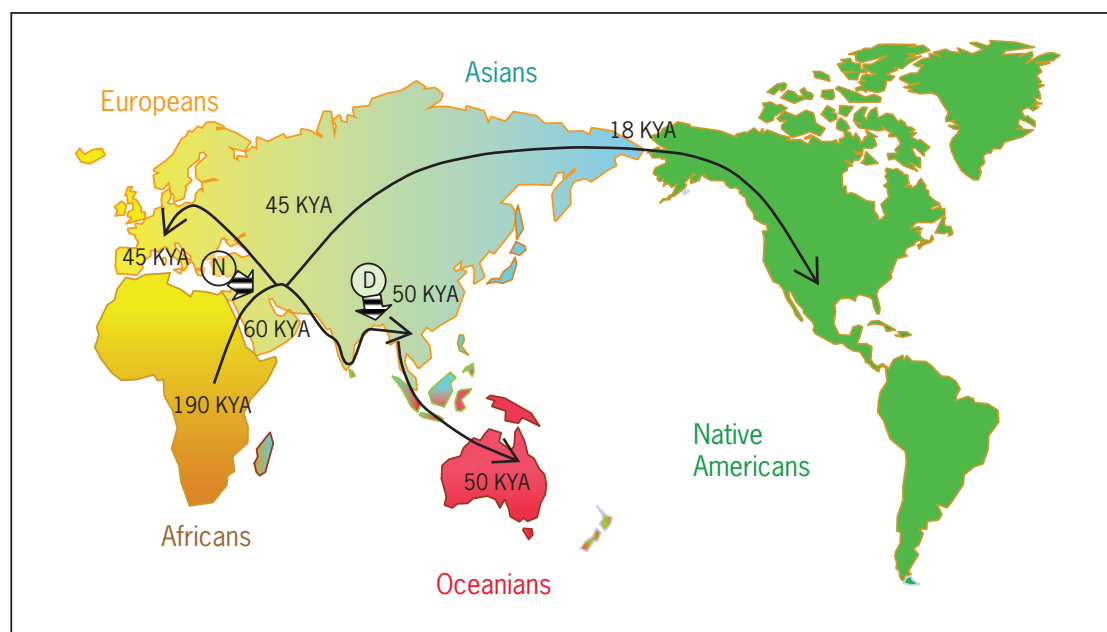 Asians
Europeans
18 KYA
45 KYA
45 KYA
N
D
50 KYA
60 KYA
190 KYA
Native
Americans
50 KYA
Africans
Oceanians